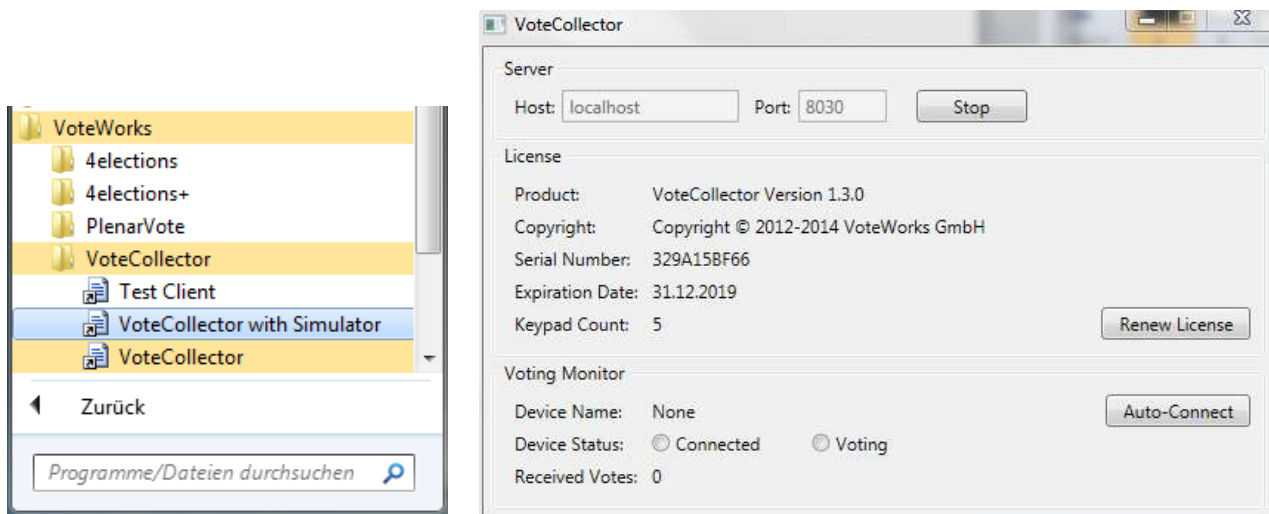 VoteWorks
4elections
4elections+
PlenarVote
VoteCollector
Test Client
VoteCollector with Simulator
VoteCollector
Zurück
Programme/Dateien durchsuchen
VoteCollector
Server
Host: localhost Port: 8030 Stop
License
Product: VoteCollector Version 1.3.0
Copyright: Copyright © 2012-2014 VoteWorks GmbH
Serial Number: 329A15BF66
Expiration Date: 31.12.2019
Keypad Count: 5 Renew License
Voting Monitor
Device Name: None Auto-Connect
Device Status: Connected Voting
Received Votes: 0